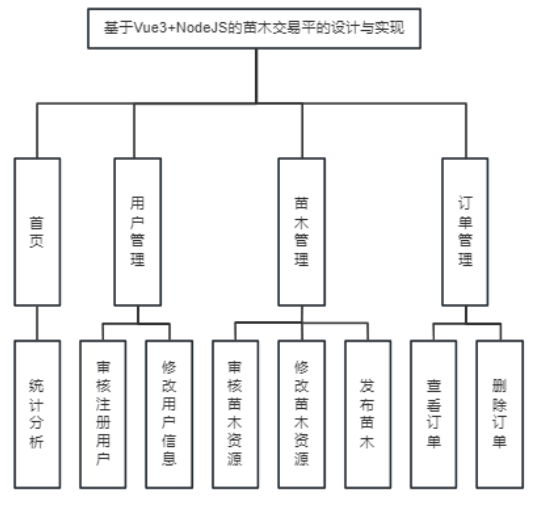 基于Vue3+NodeJS的苗木交易平的设计与实现
首页
用户管理
苗木管理
订单管理
统计分析
审核注册用户
修改用户信息
审核苗木资源
修改苗木资源
发布苗木
查看订单
删除订单